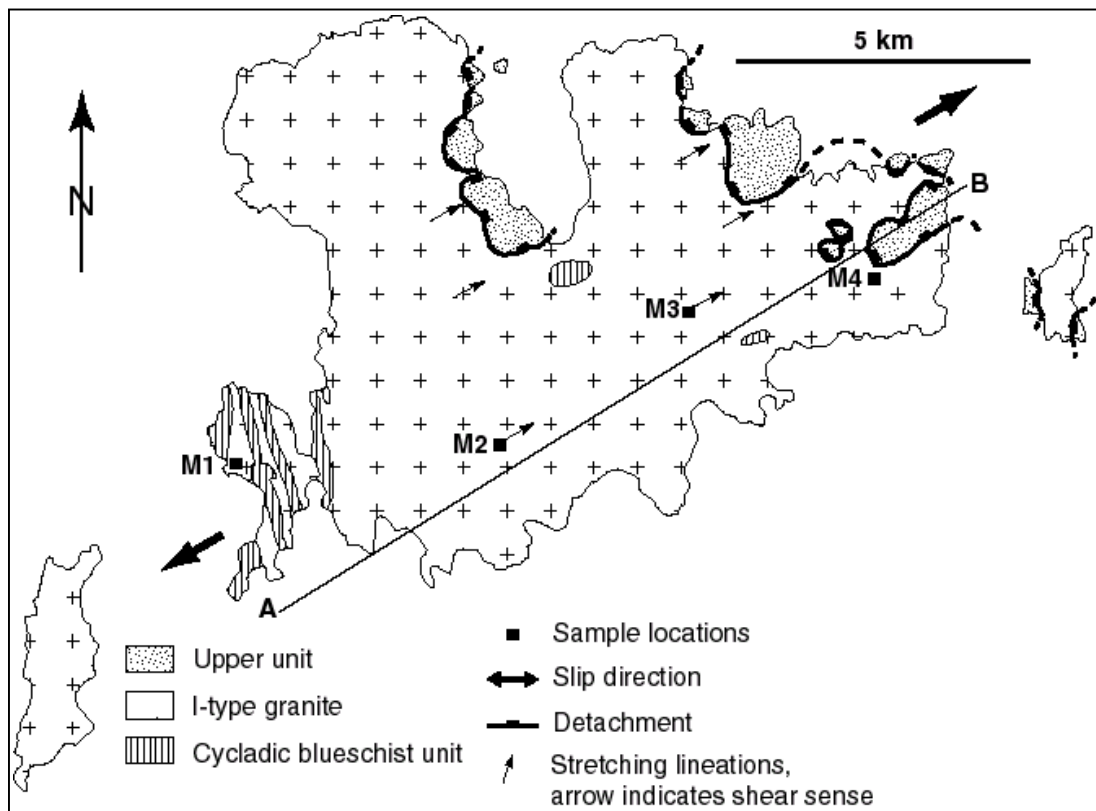 5 km
N
B
M4
M3
M2
M1
A
Upper unit
I-type granite
Cycladic blueschist unit
Sample locations
Slip direction
Detachment
Stretching lineations,
arrow indicates shear sense